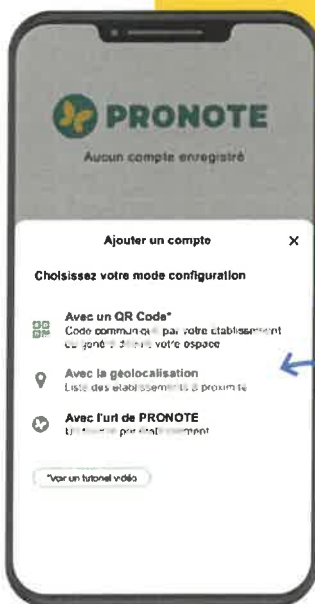 PRONOTE
Aucun compte enregistré
Ajouter un compte
Choisissez votre mode configuration
Avec un QR Code*
Code par votre établissement
votre espace
Avec la géolocalisation
Liste des établissements à proximité
Avec l'url de PRONOTE
*Voir un tutoriel vidéo